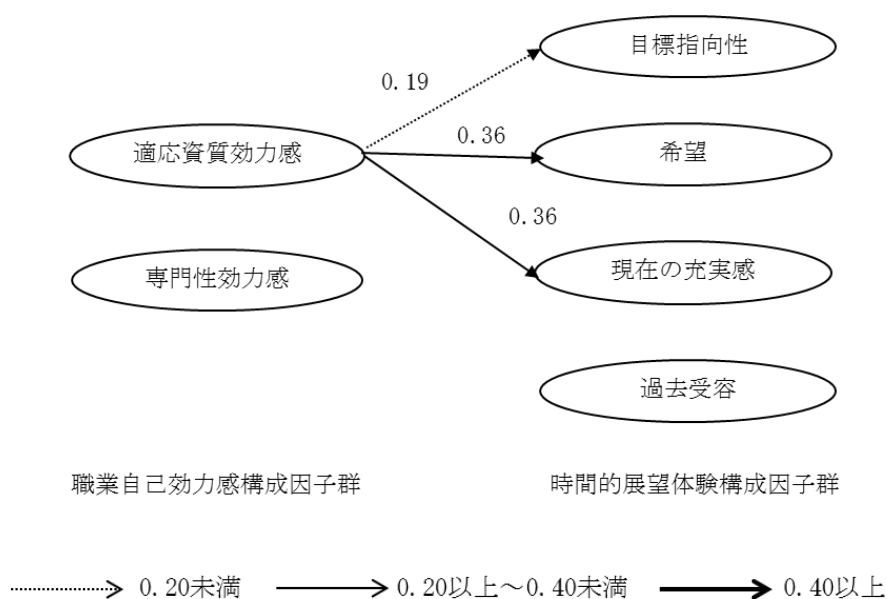 目標指向性
0.19
適応資質効力感
0.36
希望
0.36
専門性効力感
現在の充実感
過去受容
職業自己効力感構成因子群
時間的展望体験構成因子群
0.20未満
0.20以上～0.40未満
0.40以上